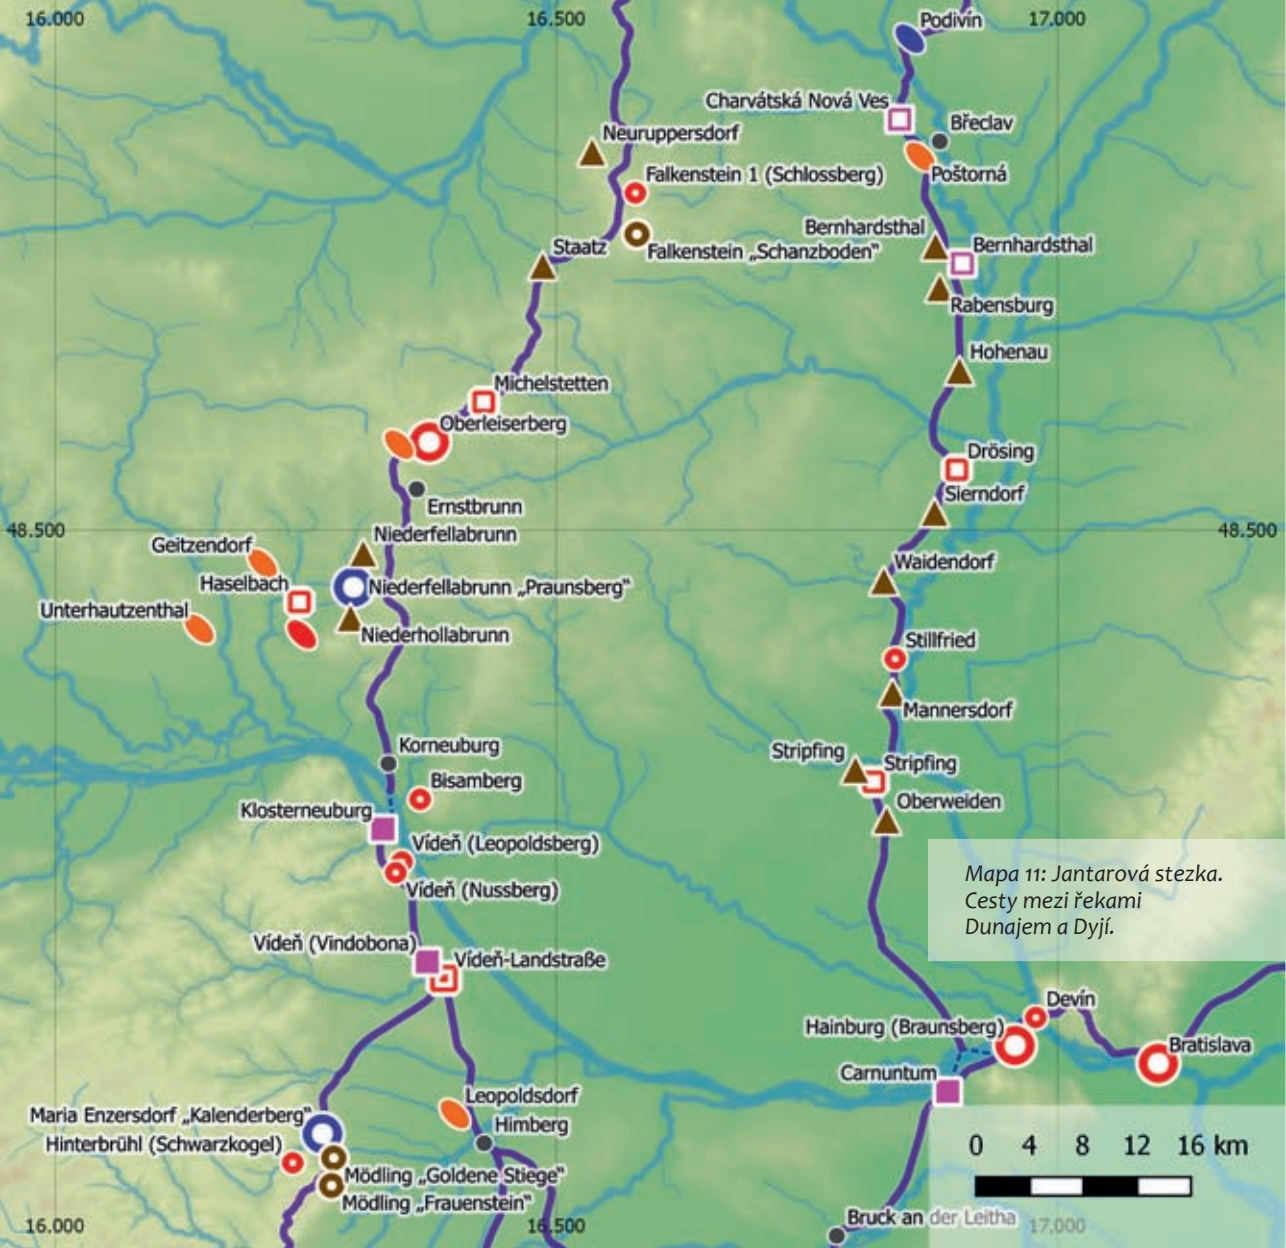 16.000
16.500
17.000
Podivín
Charvátská Nová Ves
Břeclav
Neuruppersdorf
Falkenstein 1 (Schlossberg)
Poštorná
Bernhardsthal
Staatz
Falkenstein „Schanzboden“
Bernhardsthal
Rabensburg
Hohenau
Michelstetten
Oberleiserberg
Drösing
Sierndorf
Ernstbrunn
48.500
48.500
Niederfellabrunn
Geitzendorf
Waidendorf
Haselbach
Niederfellabrunn „Praunsberg“
Unterhautzenthal
Niederhollabrunn
Stillfried
Mannersdorf
Korneuburg
Stripfing
Stripfing
Bisamberg
Oberweiden
Klosterneuburg
Vídeň (Leopoldsberg)
Vídeň (Nussberg)
Mapa 11: Jantarová stezka.
Cesty mezi řekami
Dunajem a Dyjí.
Vídeň (Vindobona)
Vídeň-Landstraße
Devín
Hainburg (Braunsberg)
Bratislava
Carnuntum
Leopoldsdorf
Maria Enzersdorf „Kalenderberg“
Himberg
Hinterbrühl (Schwarzkogel)
0 4 8 12 16 km
Mödling „Goldene Stiege“
Mödling „Frauenstein“
Bruck an der Leitha
16.000
16.500
17.000